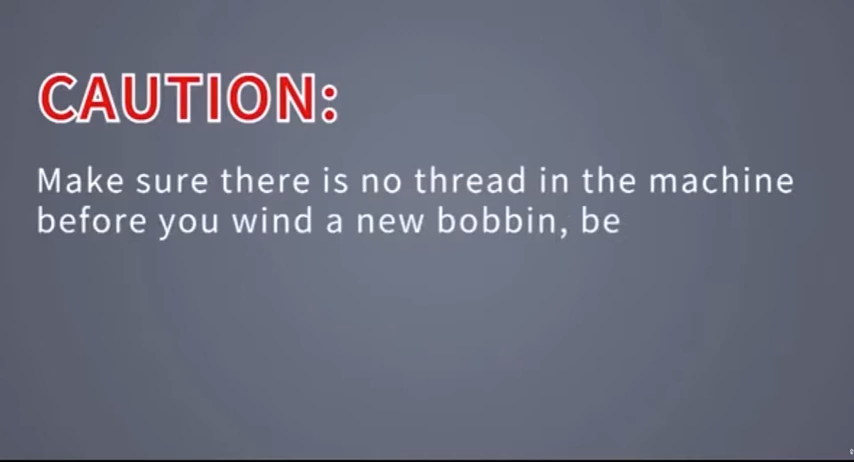 CAUTION:
Make sure there is no thread in the machine
before you wind a new bobbin, be